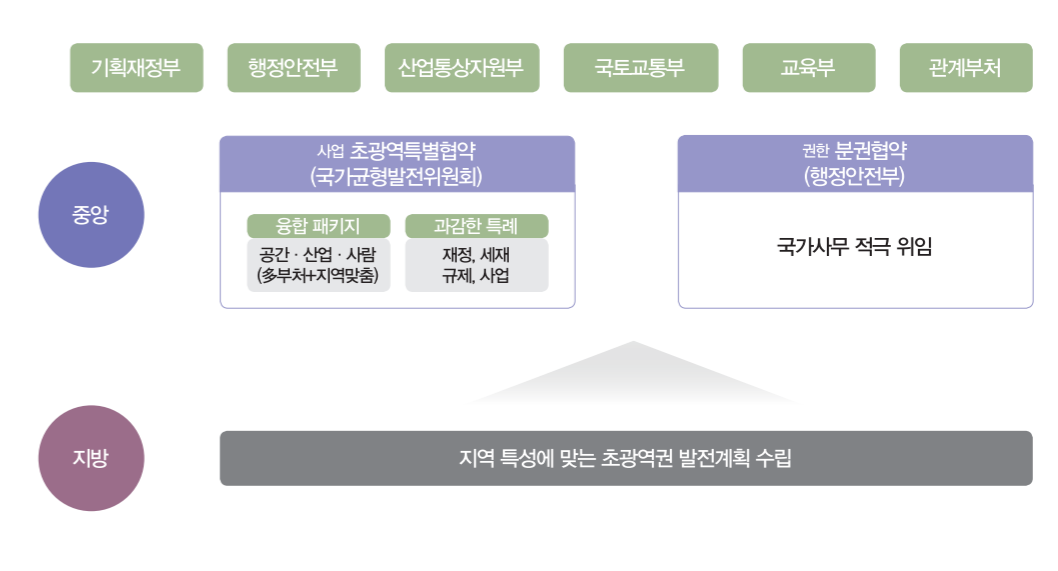 기획재정부
행정안전부
산업통상자원부
국토교통부
교육부
관계부처
중앙
사업 초광역특별협약
(국가균형발전위원회)
융합 패키지
공간 · 산업 · 사람
(多부처+지역맞춤)
과감한 특례
재정, 세재
규제, 사업
권한 분권협약
(행정안전부)
국가사무 적극 위임
지방
지역 특성에 맞는 초광역권 발전계획 수립